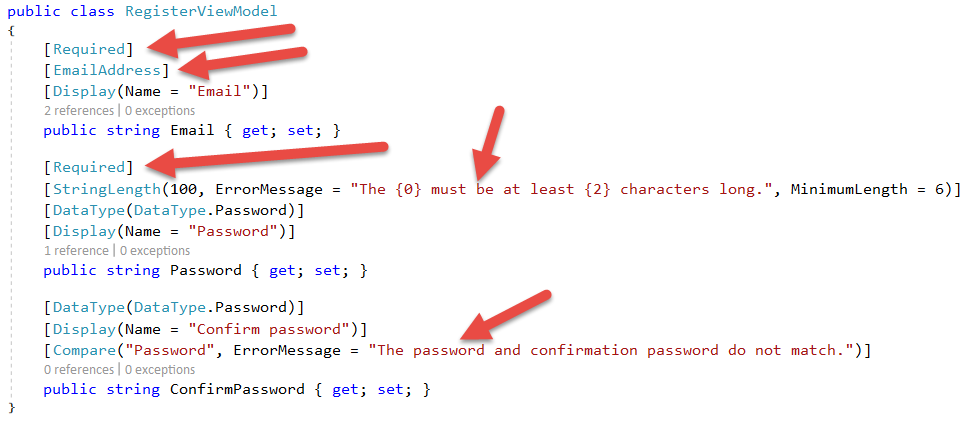 public class RegisterViewModel
{
[Required]
[EmailAddress]
[Display(Name = "Email")]
2 references | 0 exceptions
public string Email { get; set; }
[Required]
[StringLength(100, ErrorMessage = "The {0} must be at least {2} characters long.", MinimumLength = 6)]
[DataType(DataType.Password)]
[Display(Name = "Password")]
1 reference | 0 exceptions
public string Password { get; set; }
[DataType(DataType.Password)]
[Display(Name = "Confirm password")]
[Compare("Password", ErrorMessage = "The password and confirmation password do not match.")]
0 references | 0 exceptions
public string ConfirmPassword { get; set; }
}